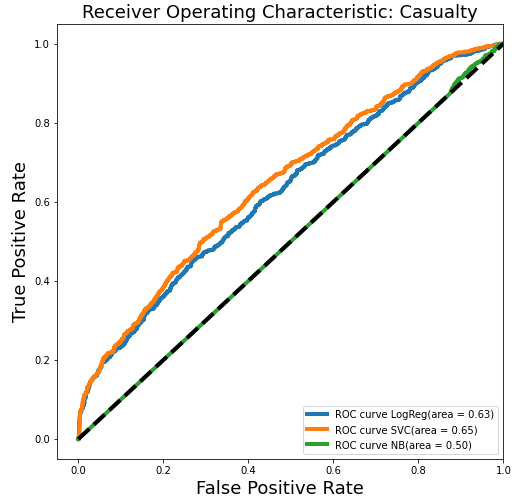 Receiver Operating Characteristic: Casualty
True Positive Rate
1.0
0.8
0.6
0.4
0.2
0.0
0.0 0.2 0.4 0.6 0.8 1.0
False Positive Rate
ROC curve LogReg(area = 0.63)
ROC curve SVC(area = 0.65)
ROC curve NB(area = 0.50)